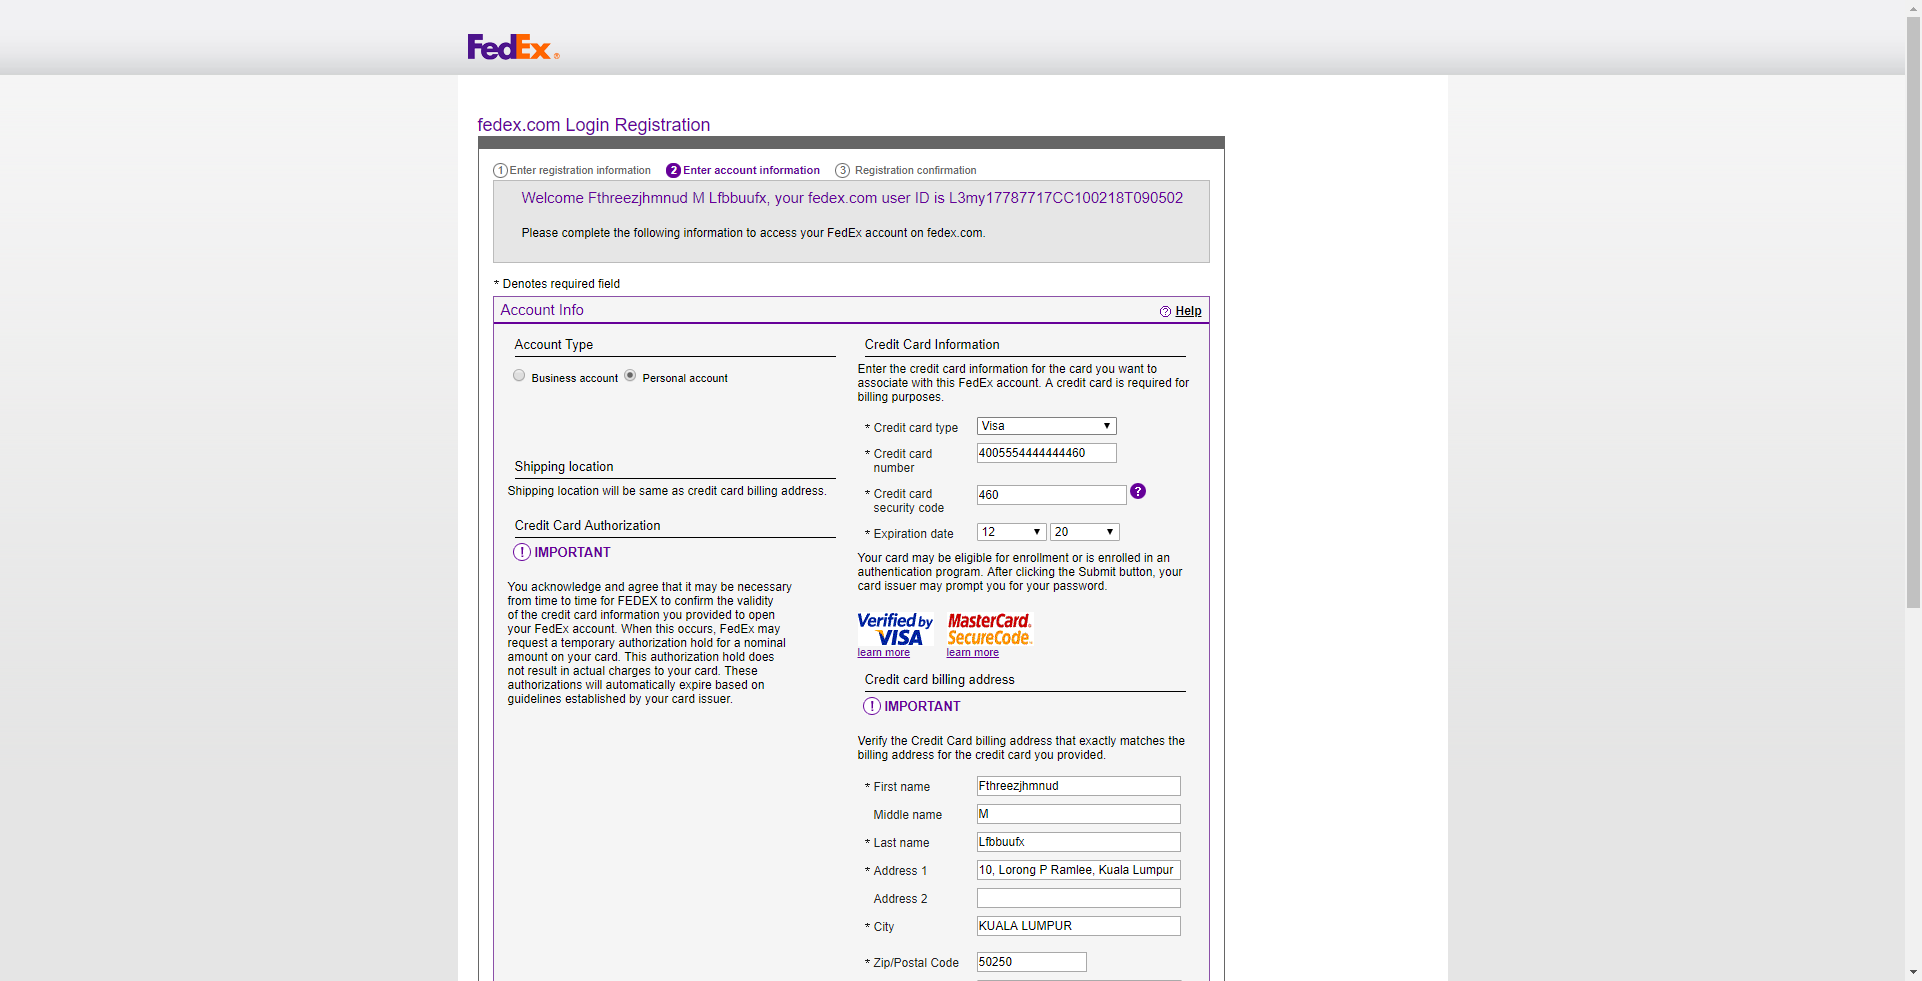 FedEx®
fedex.com Login Registration
1 Enter registration information 2 Enter account information 3 Registration confirmation
Welcome Fthreezjhmnud M Lfbbuufx, your fedex.com user ID is L3my17787717CC100218T090502
Please complete the following information to access your FedEx account on fedex.com.
* Denotes required field
Account Info
? Help
Account Type
Business account Personal account
Shipping location
Shipping location will be same as credit card billing address.
Credit Card Authorization
! IMPORTANT
You acknowledge and agree that it may be necessary
from time to time for FEDEX to confirm the validity
of the credit card information you provided to open
your FedEx account. When this occurs, FedEx may
request a temporary authorization hold for a nominal
amount on your card. This authorization hold does
not result in actual charges to your card. These
authorizations will automatically expire based on
guidelines established by your card issuer.
Credit Card Information
Enter the credit card information for the card you want to
associate with this FedEx account. A credit card is required for
billing purposes.
* Credit card type Visa
* Credit card
number
4005554444444460
* Credit card
security code
460 ?
* Expiration date 12 20
Your card may be eligible for enrollment or is enrolled in an
authentication program. After clicking the Submit button, your
card issuer may prompt you for your password.
Verified by
VISA
learn more
MasterCard.
SecureCode.
learn more
Credit card billing address
! IMPORTANT
Verify the Credit Card billing address that exactly matches the
billing address for the credit card you provided.
* First name Fthreezjhmnud
Middle name M
* Last name Lfbbuufx
* Address 1 10, Lorong P Ramlee, Kuala Lumpur
Address 2
* City KUALA LUMPUR
* Zip/Postal Code 50250